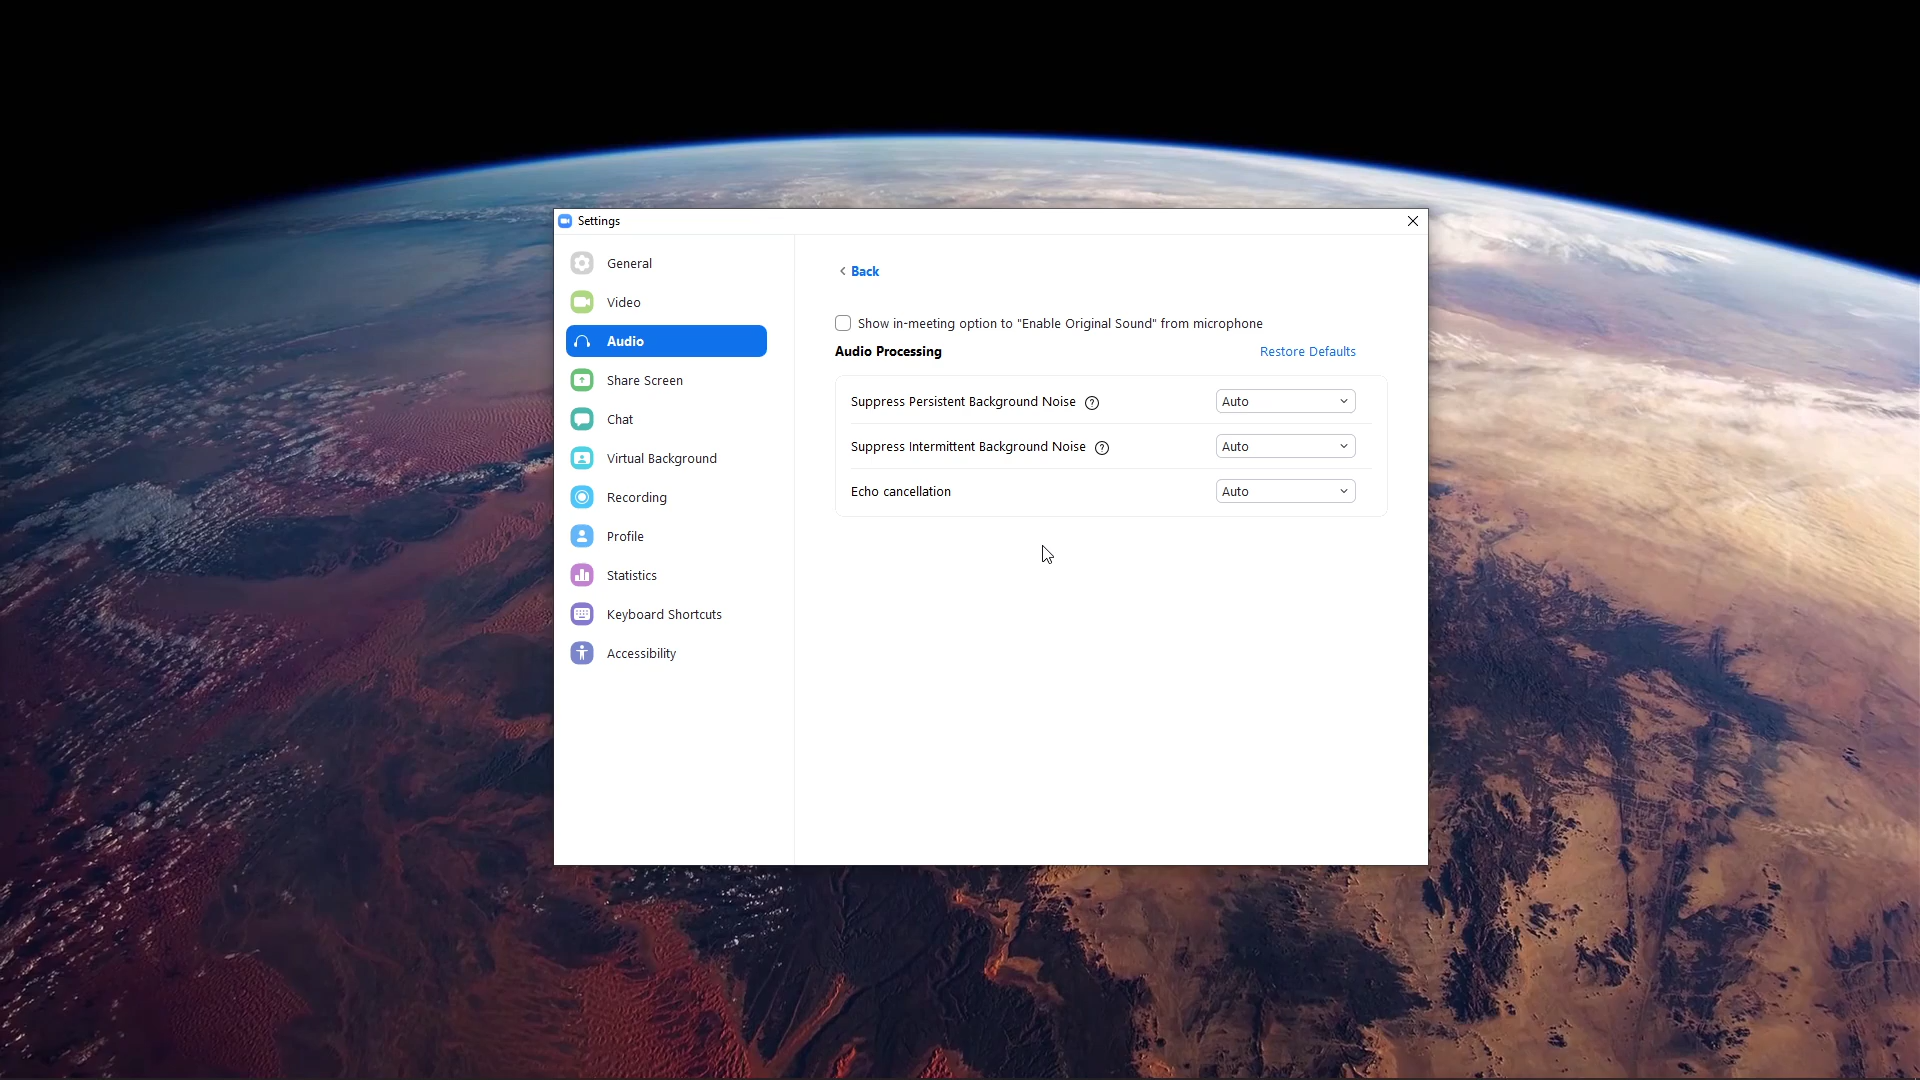 Settings
General
Video
Audio
Share Screen
Chat
Virtual Background
Recording
Profile
Statistics
Keyboard Shortcuts
Accessibility
Back
Show in-meeting option to "Enable Original Sound" from microphone
Audio Processing Restore Defaults
Suppress Persistent Background Noise ? Auto
Suppress Intermittent Background Noise ? Auto
Echo cancellation Auto